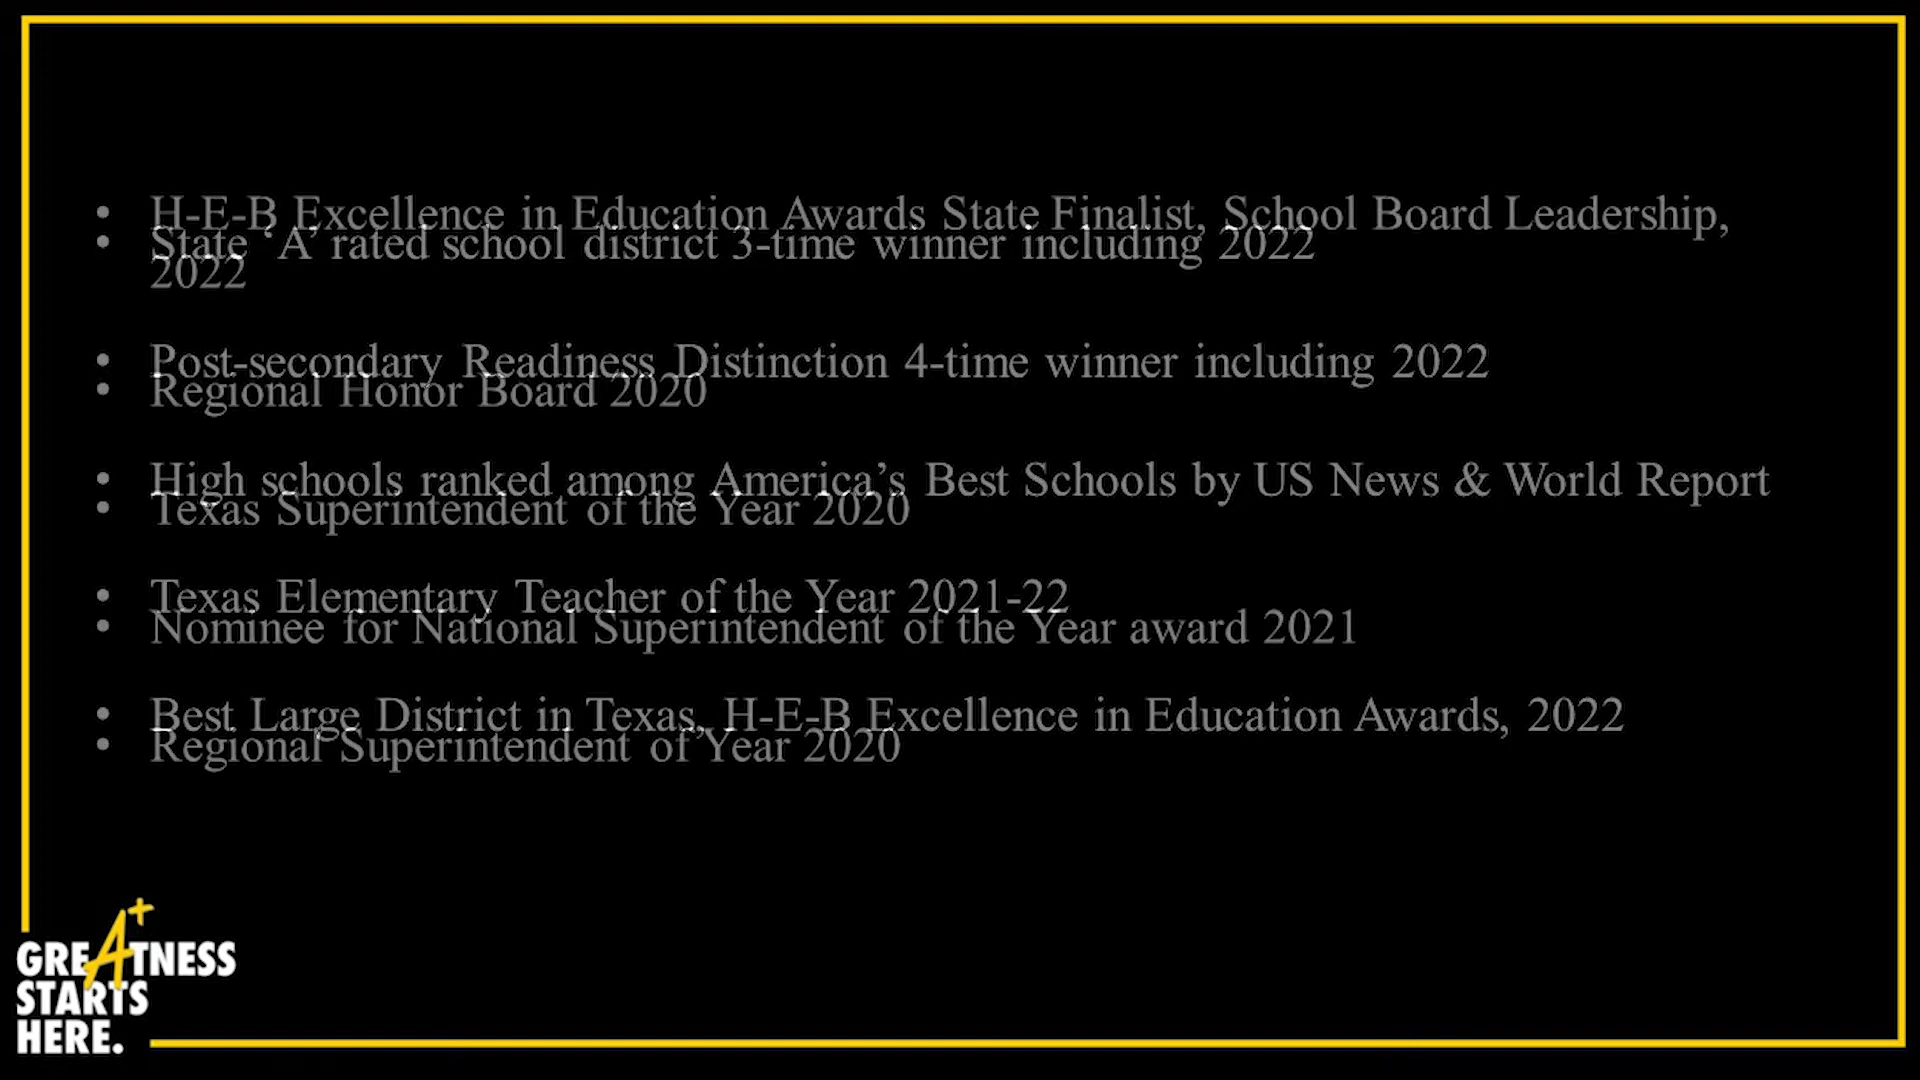 • H-E-B Excellence in Education Awards State Finalist, School Board Leadership,
• State ‘A’ rated school district 3-time winner including 2022
2022
• Post-secondary Readiness Distinction 4-time winner including 2022
• Regional Honor Board 2020
• High schools ranked among America’s Best Schools by US News & World Report
• Texas Superintendent of the Year 2020
• Texas Elementary Teacher of the Year 2021-22
• Nominee for National Superintendent of the Year award 2021
• Best Large District in Texas, H-E-B Excellence in Education Awards, 2022
• Regional Superintendent of Year 2020
GREATNESS
STARTS
HERE.